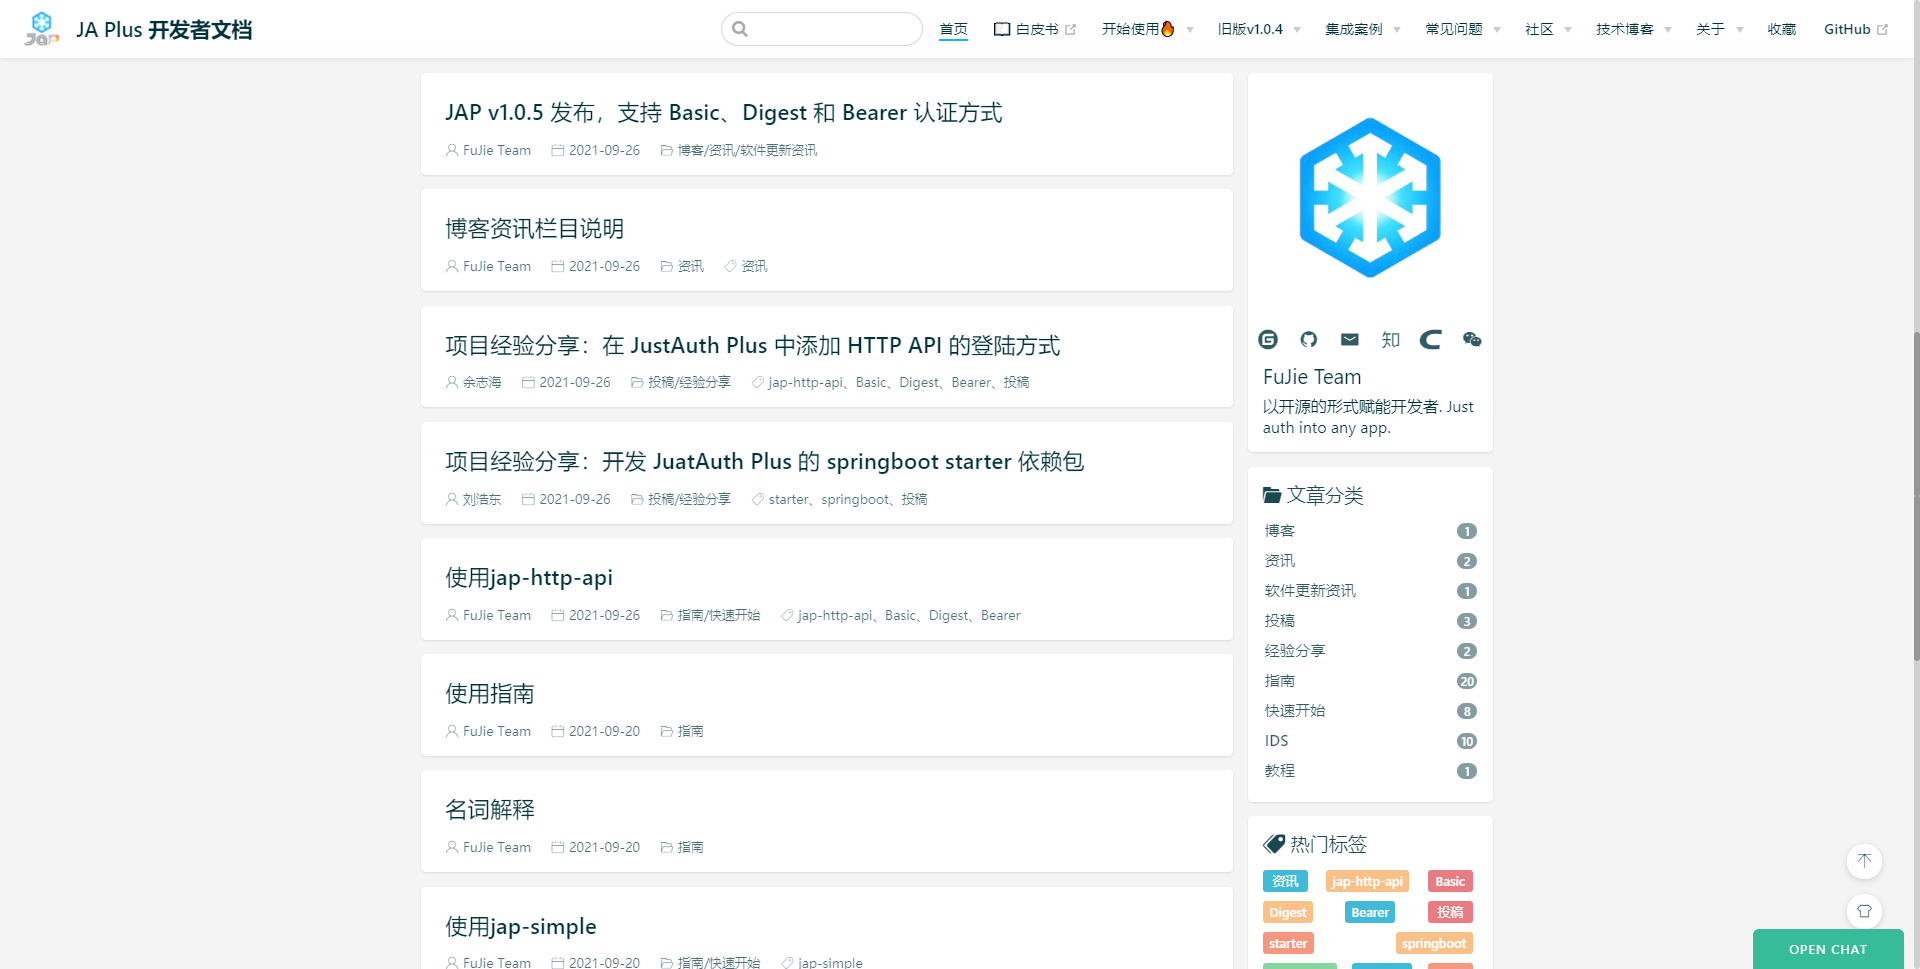 Jap JA Plus 开发者文档 首页 白皮书 开始使用🔥 旧版v1.0.4 集成案例 常见问题 社区 技术博客 关于 收藏 GitHub
JAP v1.0.5 发布，支持 Basic、Digest 和 Bearer 认证方式
FuJie Team 2021-09-26 博客/资讯/软件更新资讯
博客资讯栏目说明
FuJie Team 2021-09-26 资讯 资讯
项目经验分享：在 JustAuth Plus 中添加 HTTP API 的登陆方式
余志海 2021-09-26 投稿/经验分享 jap-http-api、Basic、Digest、Bearer、投稿
项目经验分享：开发 JuatAuth Plus 的 springboot starter 依赖包
刘浩东 2021-09-26 投稿/经验分享 starter、springboot、投稿
使用jap-http-api
FuJie Team 2021-09-26 指南/快速开始 jap-http-api、Basic、Digest、Bearer
使用指南
FuJie Team 2021-09-20 指南
名词解释
FuJie Team 2021-09-20 指南
使用jap-simple
FuJie Team 2021-09-20 指南/快速开始 jap-simple
知
FuJie Team
以开源的形式赋能开发者. Just
auth into any app.
文章分类
博客 1
资讯 2
软件更新资讯 1
投稿 3
经验分享 2
指南 20
快速开始 8
IDS 10
教程 1
热门标签
资讯 jap-http-api Basic
Digest Bearer 投稿
starter springboot
OPEN CHAT